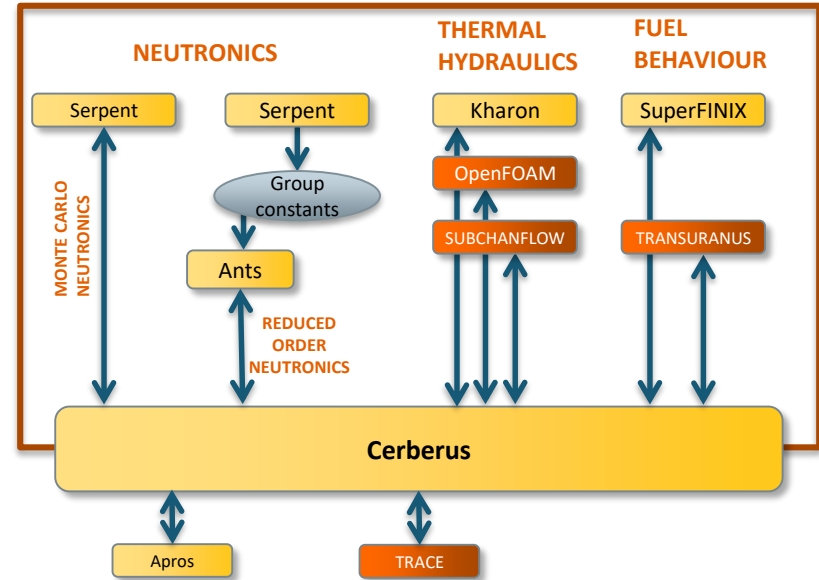 NEUTRONICS
THERMAL
HYDRAULICS
FUEL
BEHAVIOUR
Serpent
Serpent
Kharon
SuperFINIX
OpenFOAM
Group
constants
SUBCHANFLOW
TRANSURANUS
MONTE CARLO
NEUTRONICS
Ants
REDUCED
ORDER
NEUTRONICS
Cerberus
Apros
TRACE